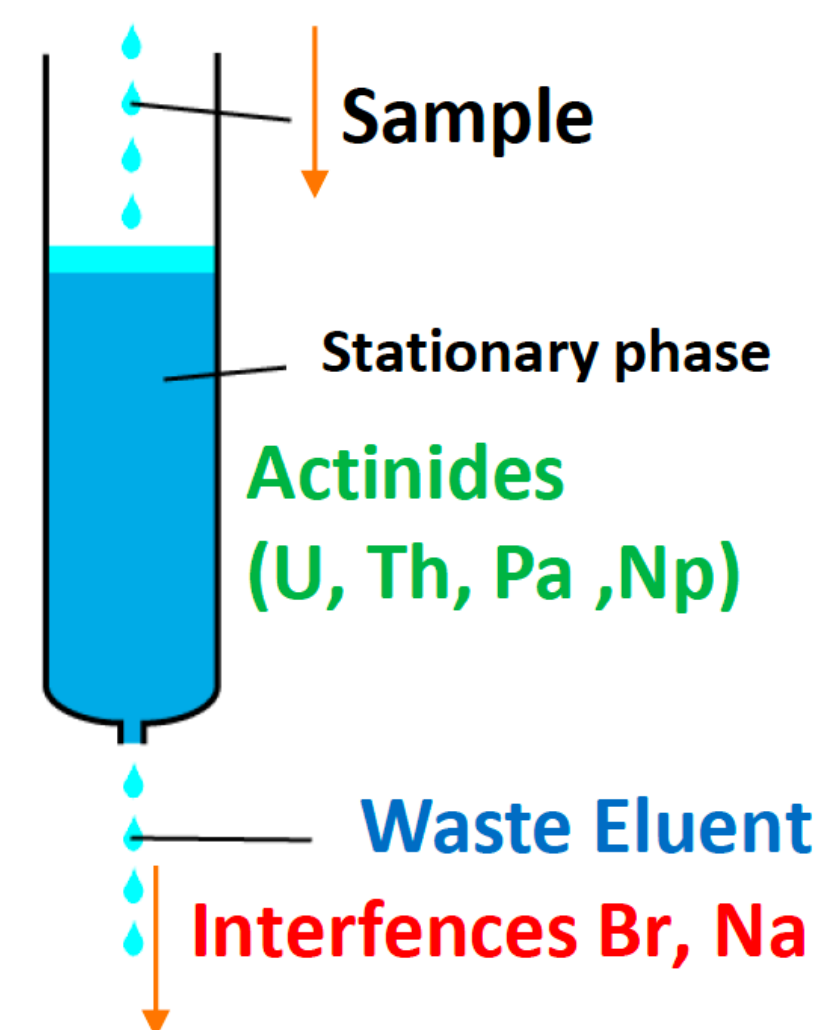 Sample
Stationary phase
Actinides
(U, Th, Pa ,Np)
Waste Eluent
Interfences Br, Na